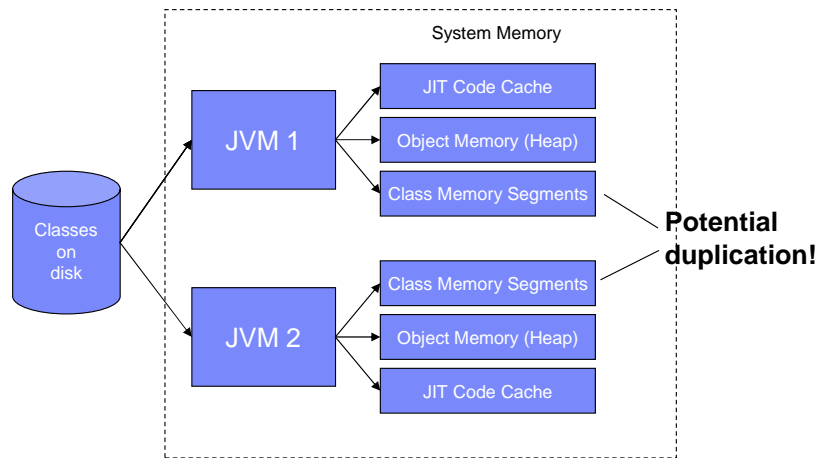 System Memory
JIT Code Cache
JVM 1
Object Memory (Heap)
Class Memory Segments
Classes
on
disk
Potential
duplication!
Class Memory Segments
JVM 2
Object Memory (Heap)
JIT Code Cache